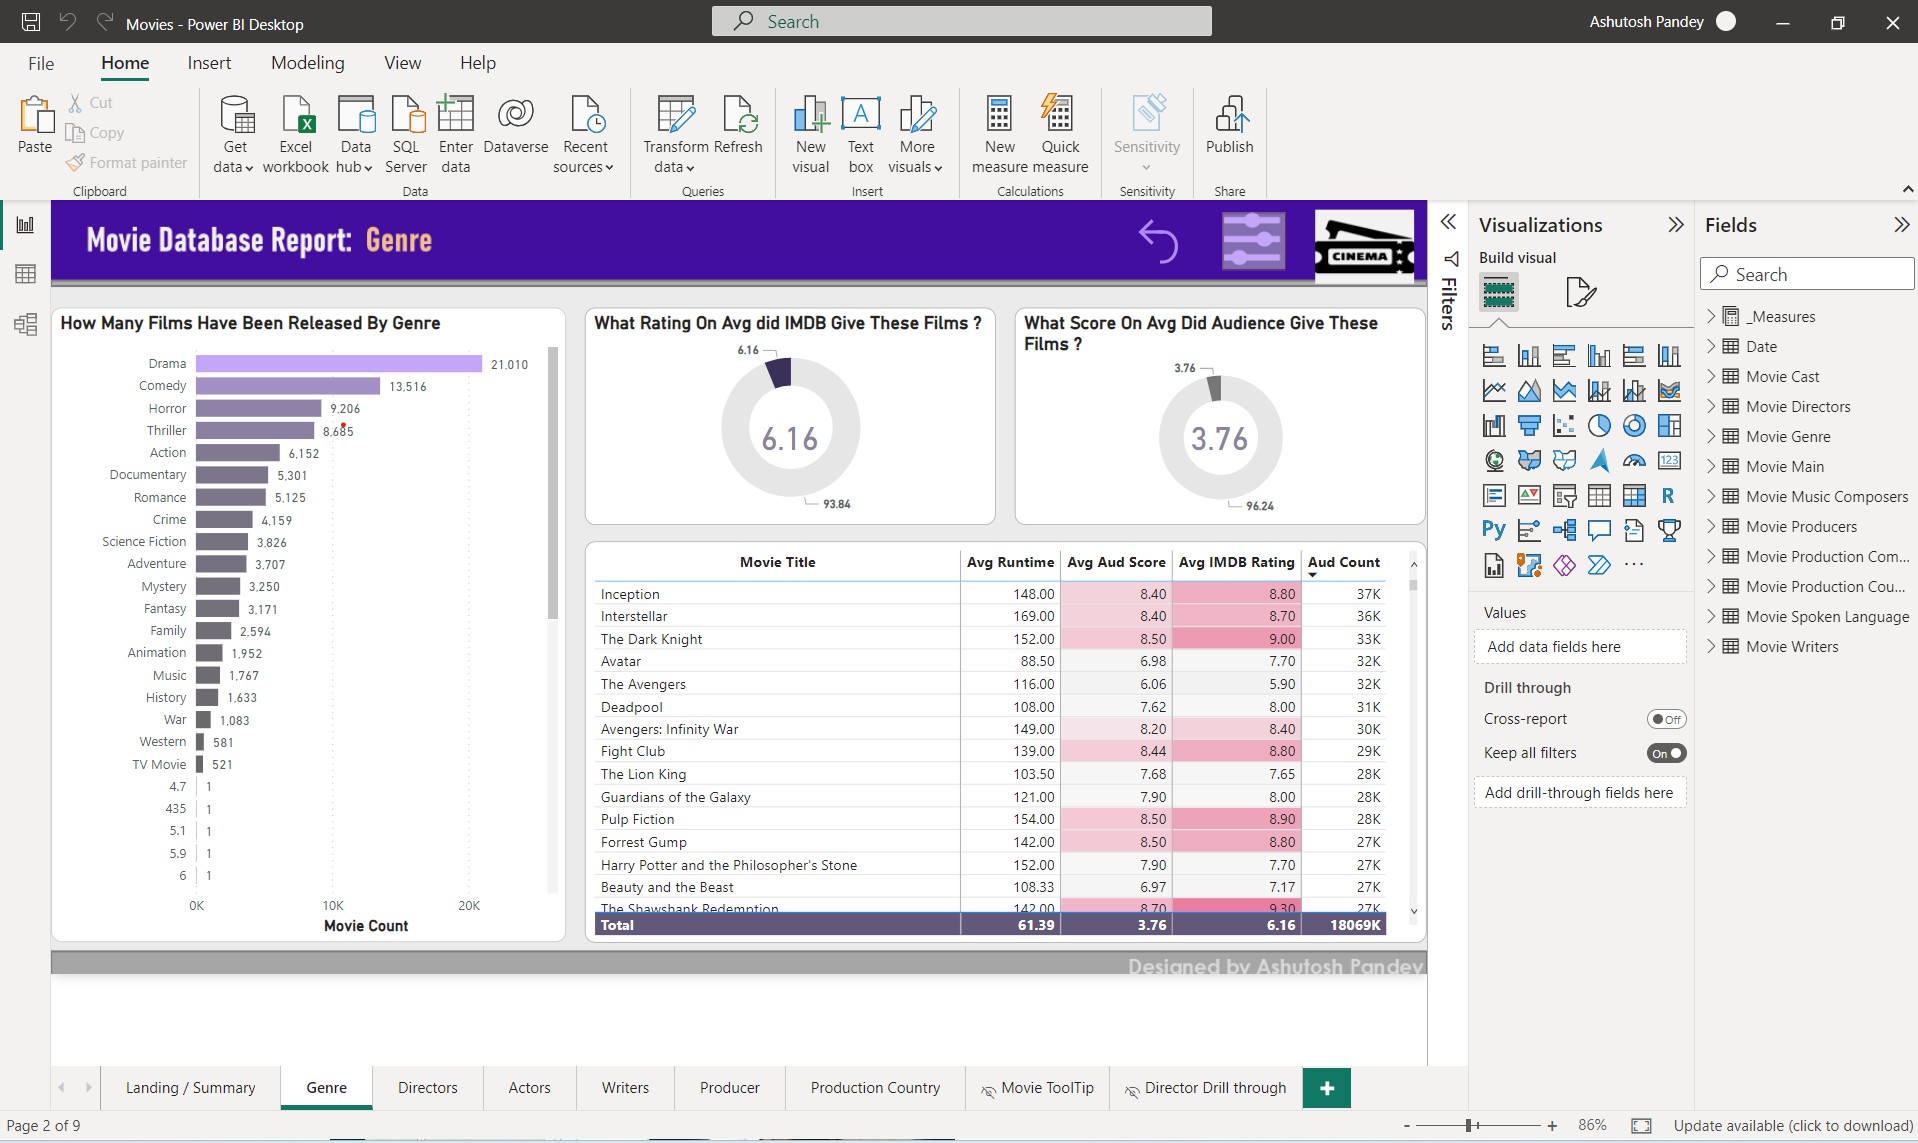 Movies - Power BI Desktop
Search
Ashutosh Pandey
File Home Insert Modeling View Help
Paste
Cut
Copy
Format painter
Clipboard
Get data
Excel workbook
Data hub
SQL Server
Enter data
Dataverse
Recent sources
Data
Transform data
Refresh
Queries
New visual
Text box
More visuals
Insert
New measure
Quick measure
Calculations
Sensitivity
Sensitivity
Publish
Share
Movie Database Report: Genre
CINEMA
How Many Films Have Been Released By Genre
Drama 21,010
Comedy 13,516
Horror 9,206
Thriller 8,685
Action 6,152
Documentary 5,301
Romance 5,125
Crime 4,159
Science Fiction 3,826
Adventure 3,707
Mystery 3,250
Fantasy 3,171
Family 2,594
Animation 1,952
Music 1,767
History 1,633
War 1,083
Western 581
TV Movie 521
4.7 1
435 1
5.1 1
5.9 1
6 1
0K 10K 20K
Movie Count
What Rating On Avg did IMDB Give These Films ?
6.16
6.16
93.84
What Score On Avg Did Audience Give These
Films ?
3.76
3.76
96.24
Movie Title Avg Runtime Avg Aud Score Avg IMDB Rating Aud Count
Inception 148.00 8.40 8.80 37K
Interstellar 169.00 8.40 8.70 36K
The Dark Knight 152.00 8.50 9.00 33K
Avatar 88.50 6.98 7.70 32K
The Avengers 116.00 6.06 5.90 32K
Deadpool 108.00 7.62 8.00 31K
Avengers: Infinity War 149.00 8.20 8.40 30K
Fight Club 139.00 8.44 8.80 29K
The Lion King 103.50 7.68 7.65 28K
Guardians of the Galaxy 121.00 7.90 8.00 28K
Pulp Fiction 154.00 8.50 8.90 28K
Forrest Gump 142.00 8.50 8.80 27K
Harry Potter and the Philosopher's Stone 152.00 7.90 7.70 27K
Beauty and the Beast 108.33 6.97 7.17 27K
The Shawshank Redemption 142.00 8.70 9.30 27K
Total 61.39 3.76 6.16 18069K
Designed by Ashutosh Pandey
Filters
Visualizations
Build visual
123
R
Py
...
Values
Add data fields here
Drill through
Cross-report Off
Keep all filters On
Add drill-through fields here
Fields
Search
_Measures
Date
Movie Cast
Movie Directors
Movie Genre
Movie Main
Movie Music Composers
Movie Producers
Movie Production Com...
Movie Production Cou...
Movie Spoken Language
Movie Writers
Landing / Summary Genre Directors Actors Writers Producer Production Country Movie ToolTip Director Drill through +
Page 2 of 9
- + 86% Update available (click to download)